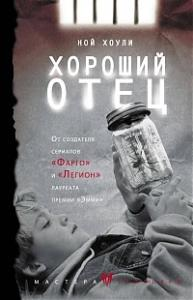 НОЙ ХОУЛИ
ХОРОШИЙ
ОТЕЦ
ОТ СОЗДАТЕЛЯ
СЕРИАЛОВ
«ФАРГО»
И «ЛЕГИОН»
ЛАУРЕАТА
ПРЕМИИ «ЭММИ»
МАСТЕРА